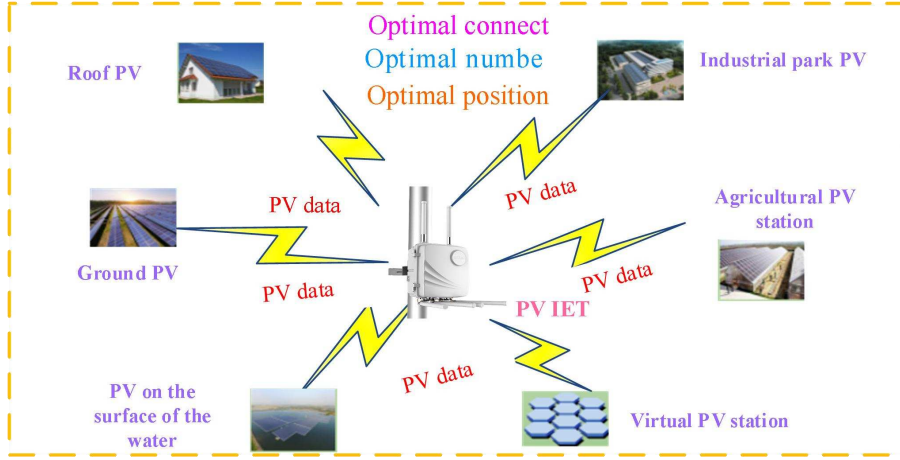 Optimal connect
Optimal numbe
Optimal position
Roof PV
Industrial park PV
PV data
PV data
Agricultural PV
station
Ground PV
PV data
PV data
PV IET
PV data
PV on the
surface of the
water
Virtual PV station